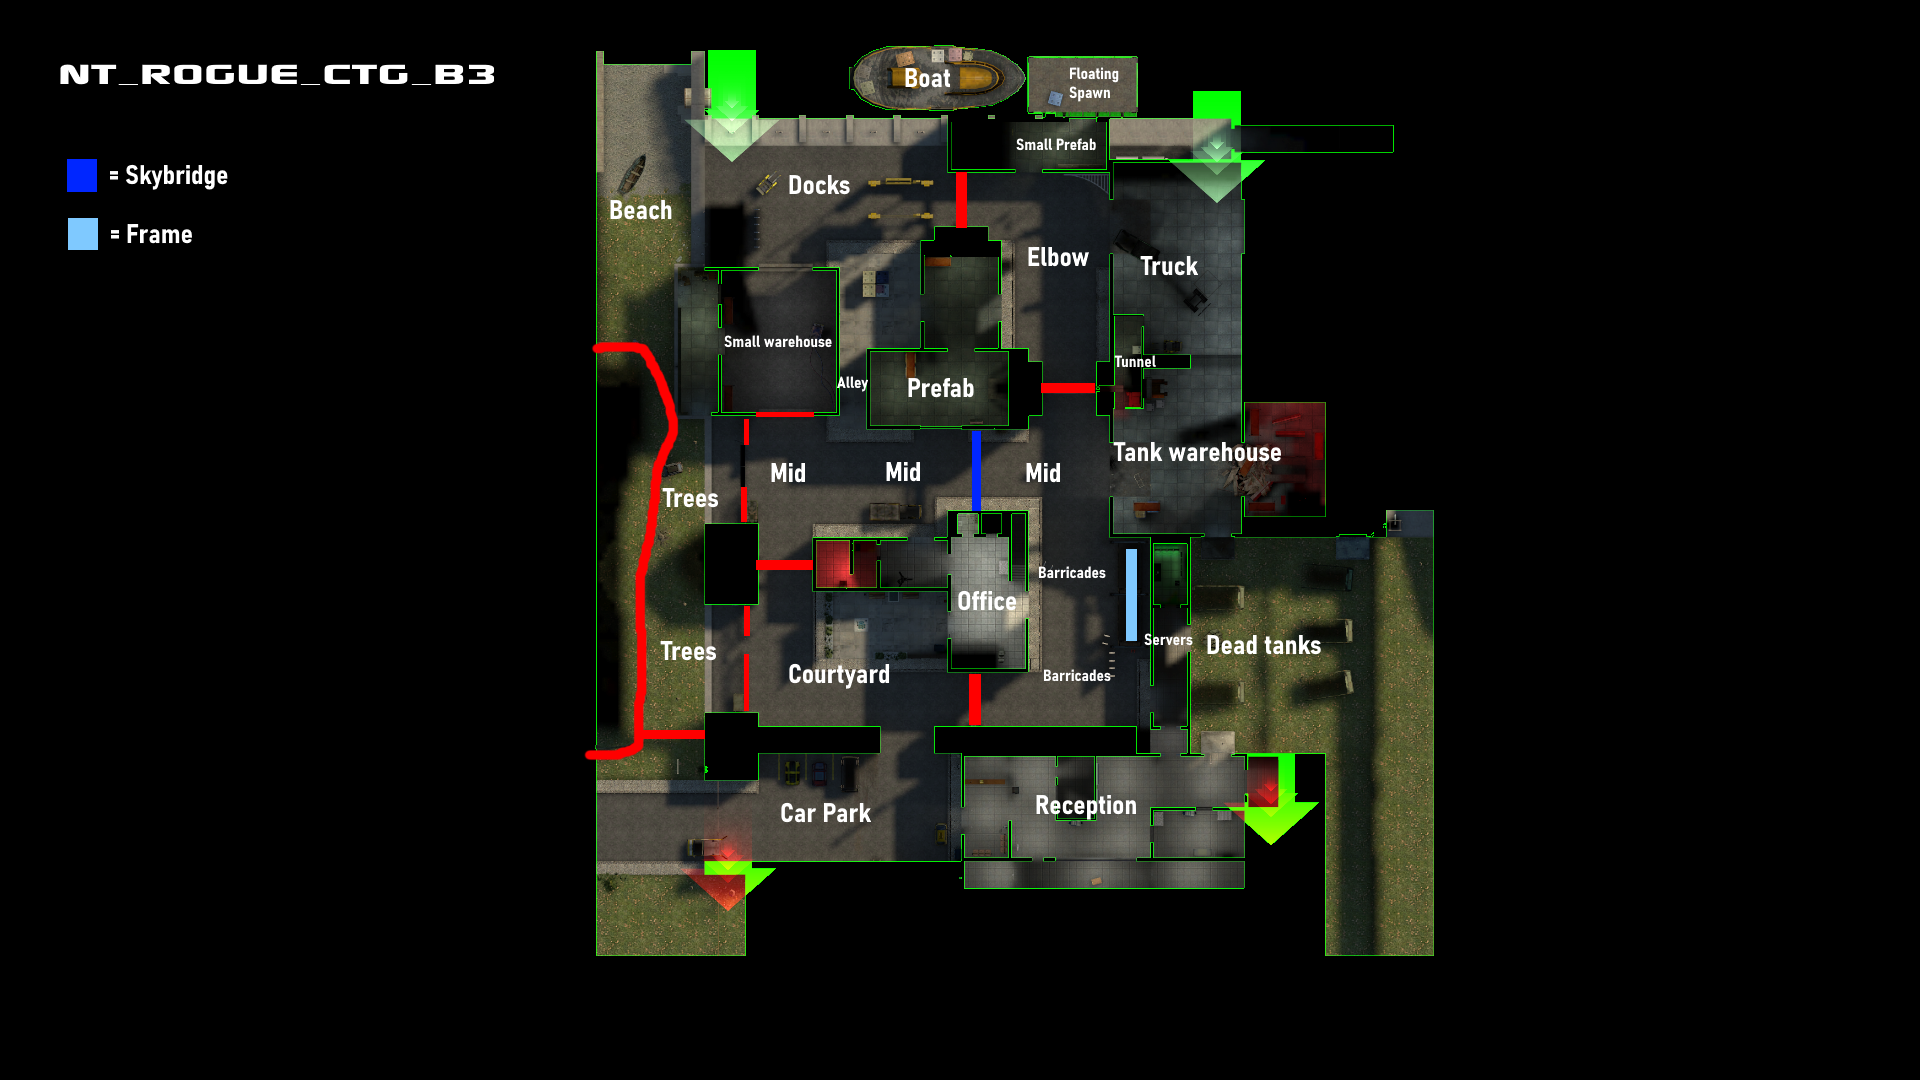 NT_ROGUE_CTG_B3
= Skybridge
= Frame
Boat
Floating
Spawn
Small Prefab
Docks
Beach
Elbow
Truck
Small warehouse
Tunnel
Alley
Prefab
Tank warehouse
Mid
Mid
Mid
Trees
Barricades
Office
Servers
Dead tanks
Trees
Courtyard
Barricades
Reception
Car Park